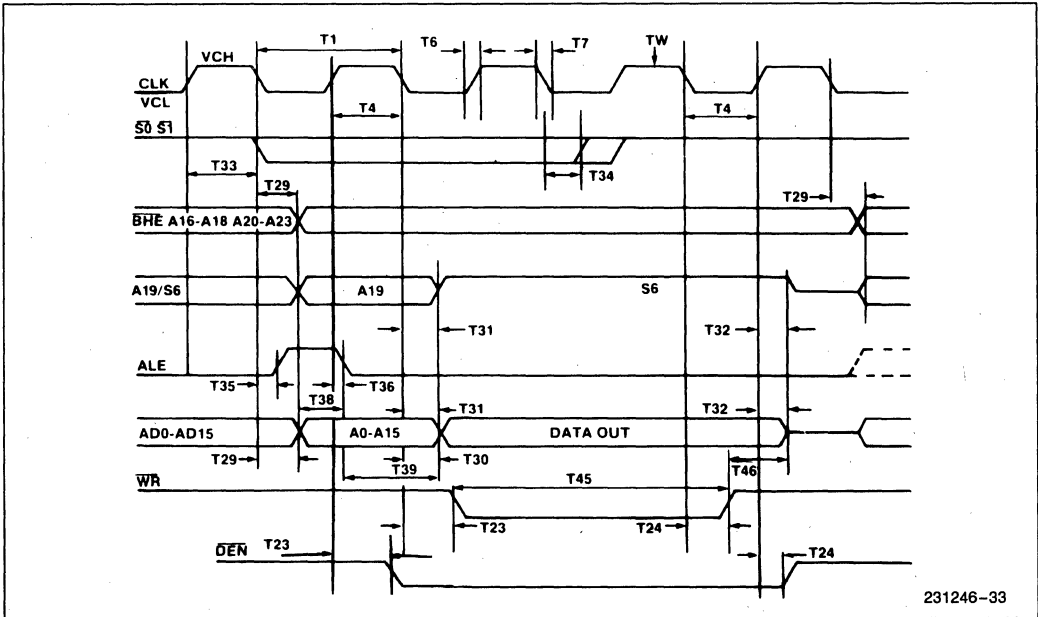 T1 T6 T7 TW
VCH
CLK
VCL
T4 T4
S0 S1
T33 T34
T29 T29
BHE A16-A18 A20-A23
A19/S6 A19 S6
T31 T32
ALE
T35 T36
T38 T31 T32
AD0-AD15 A0-A15 DATA OUT
T29 T39 T30 T46
WR T45
T23 T24
DEN T23 T24
231246-33